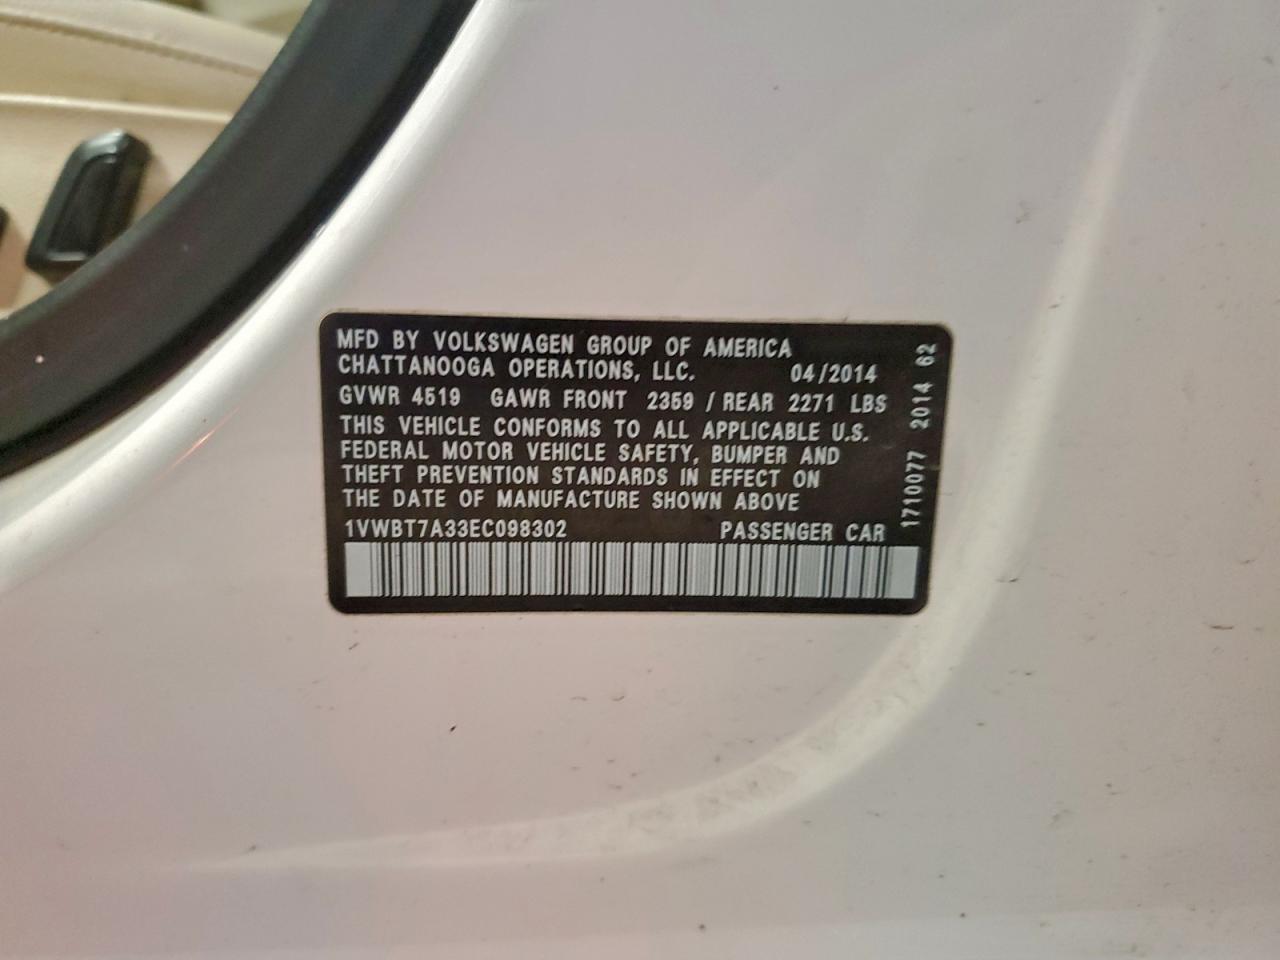 MFD BY VOLKSWAGEN GROUP OF AMERICA
CHATTANOOGA OPERATIONS, LLC. 04/2014
GVWR 4519 GAWR FRONT 2359 / REAR 2271 LBS
THIS VEHICLE CONFORMS TO ALL APPLICABLE U.S.
FEDERAL MOTOR VEHICLE SAFETY, BUMPER AND
THEFT PREVENTION STANDARDS IN EFFECT ON
THE DATE OF MANUFACTURE SHOWN ABOVE
1VWBT7A33EC098302 PASSENGER CAR
1710077 2014 62